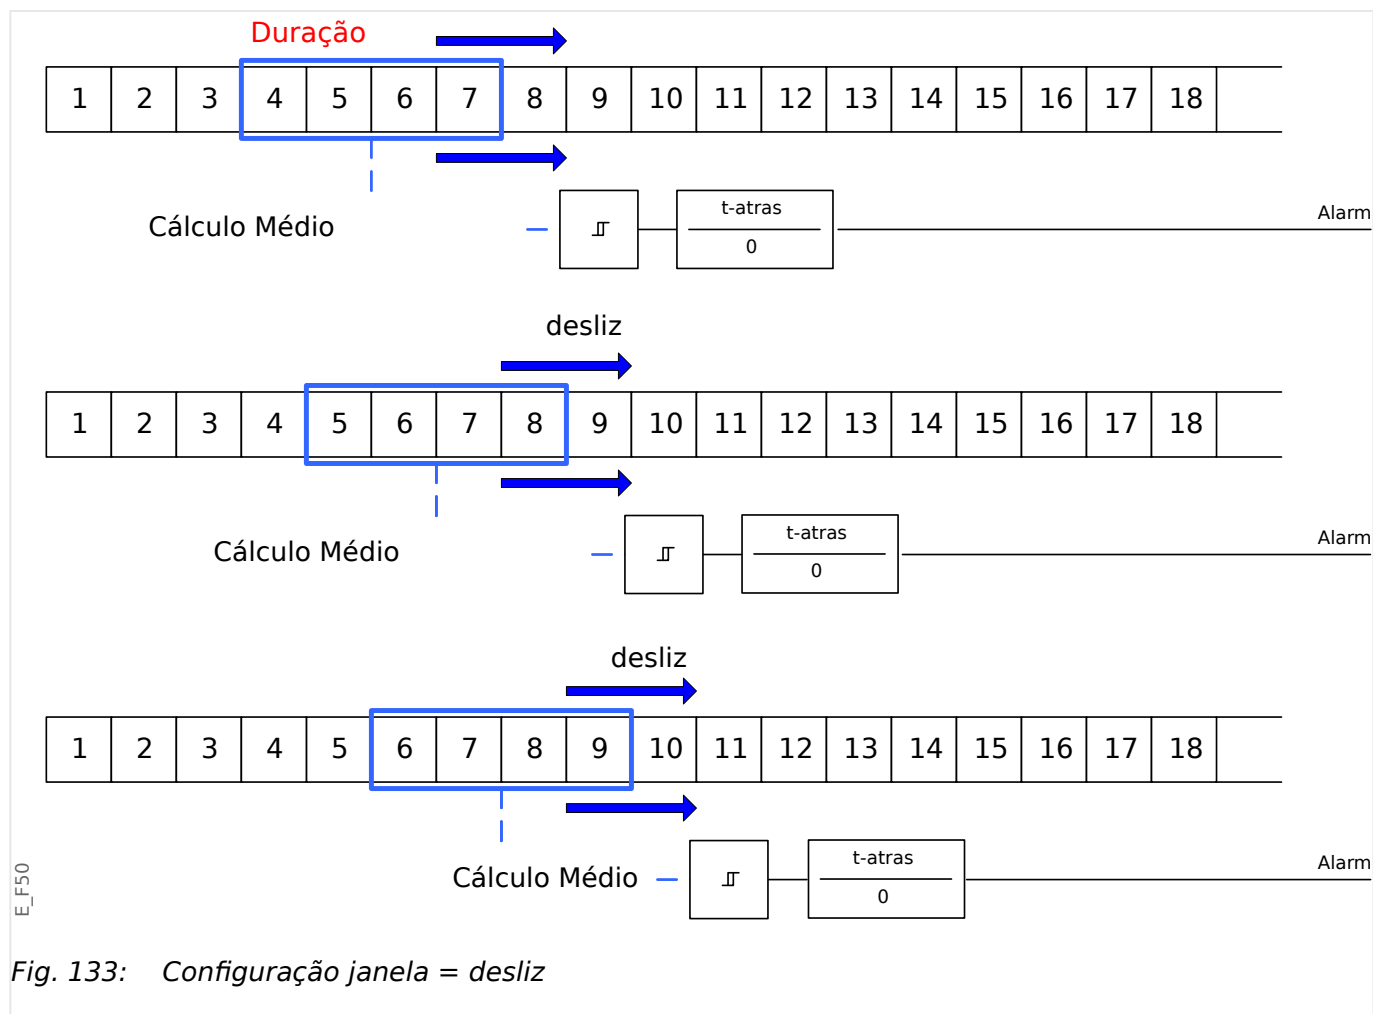 Duração
1 2 3 4 5 6 7 8 9 10 11 12 13 14 15 16 17 18
Cálculo Médio
t-atras
0
Alarm
desliz
1 2 3 4 5 6 7 8 9 10 11 12 13 14 15 16 17 18
Cálculo Médio
t-atras
0
Alarm
desliz
1 2 3 4 5 6 7 8 9 10 11 12 13 14 15 16 17 18
Cálculo Médio
t-atras
0
Alarm
E_F50
Fig. 133: Configuração janela = desliz